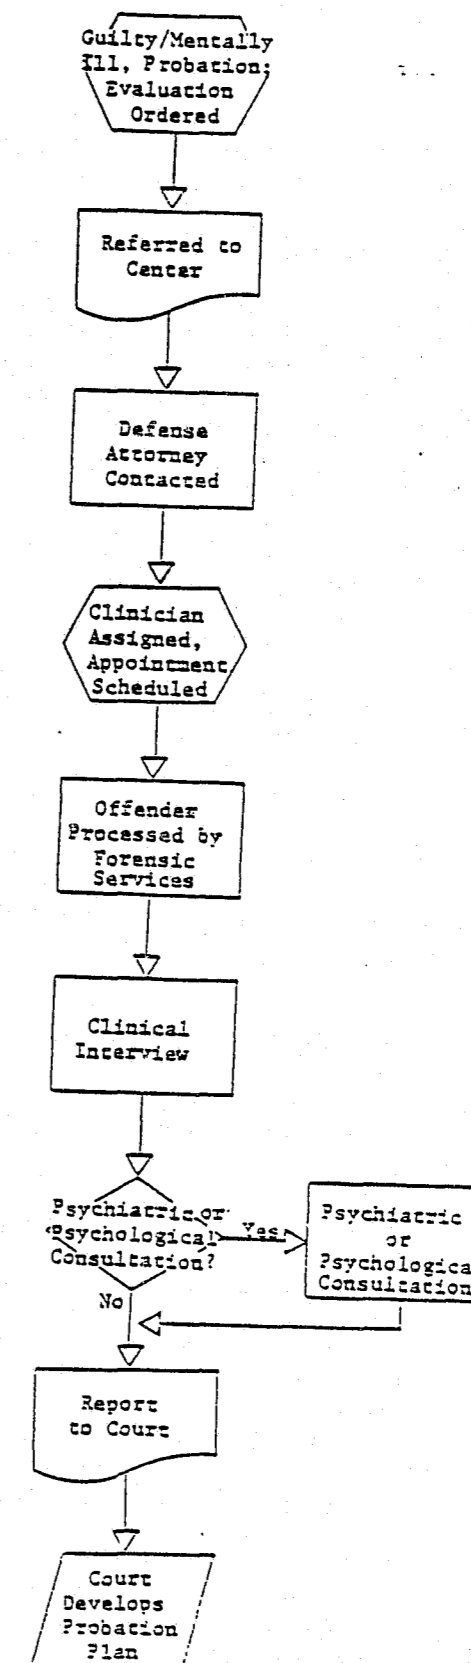 Guilty/Mentally
Ill, Probation;
Evaluation
Ordered
Referred to
Center
Defense
Attorney
Contacted
Clinician
Assigned,
Appointment
Scheduled
Offender
Processed by
Forensic
Services
Clinical
Interview
Psychiatric or
Psychological
Consultation?
Yes
Psychiatric
or
Psychologica
Consultation
No
Report
to Court
Court
Develops
Probation
Plan